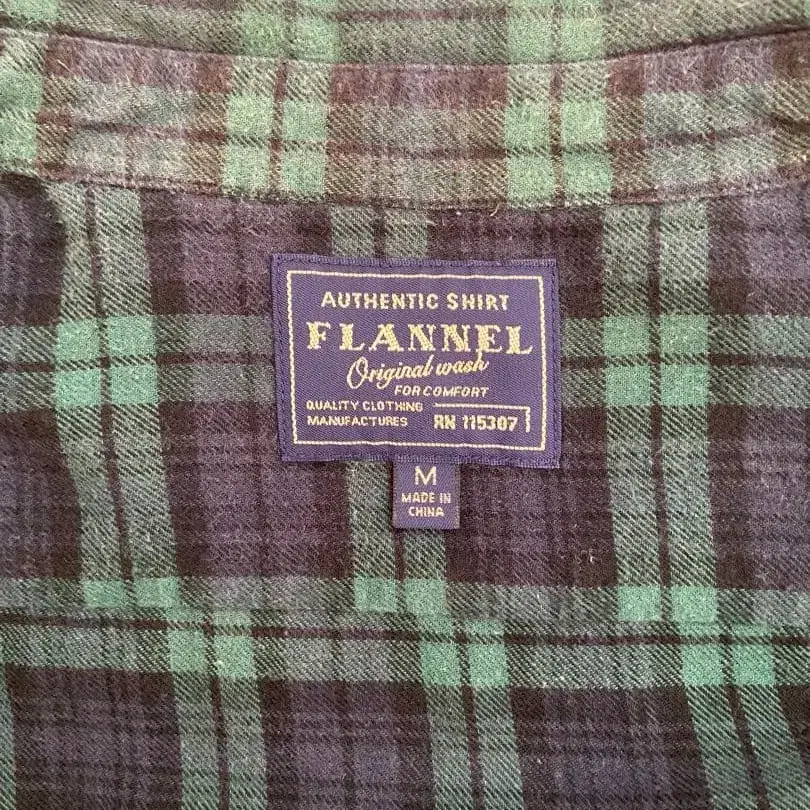 AUTHENTIC SHIRT
FLANNEL
Original wash
FOR COMFORT
QUALITY CLOTHING
MANUFACTURES RN 115307
M
MADE IN
CHINA